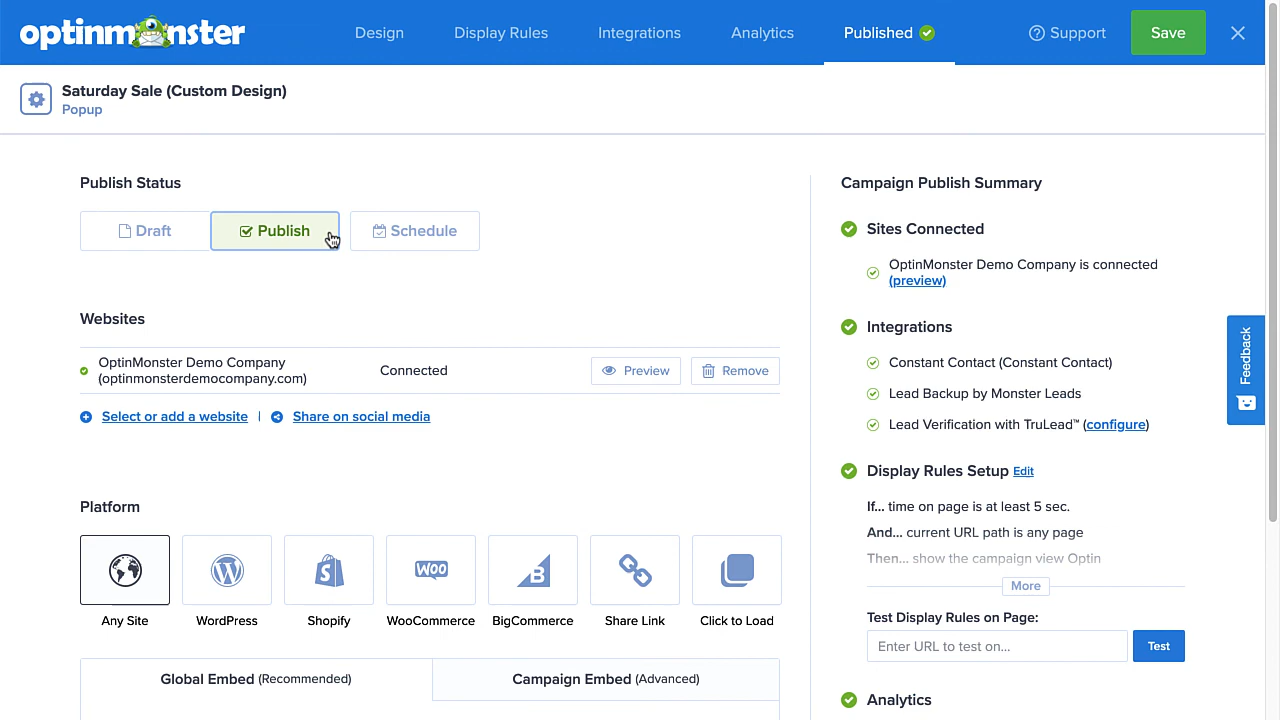 optinmonster
Design
Display Rules
Integrations
Analytics
Published
Support
Save
Saturday Sale (Custom Design)
Popup
Publish Status
Draft
Publish
Schedule
Websites
OptinMonster Demo Company
(optinmonsterdemocompany.com)
Connected
Preview
Remove
Select or add a website | Share on social media
Platform
WOO
B
Any Site
WordPress
Shopify
WooCommerce
BigCommerce
Share Link
Click to Load
Global Embed (Recommended)
Campaign Embed (Advanced)
Campaign Publish Summary
Sites Connected
OptinMonster Demo Company is connected
(preview)
Integrations
Constant Contact (Constant Contact)
Lead Backup by Monster Leads
Lead Verification with TruLead™ (configure)
Display Rules Setup Edit
If... time on page is at least 5 sec.
And... current URL path is any page
Then... show the campaign view Optin
More
Test Display Rules on Page:
Enter URL to test on...
Test
Analytics
Feedback